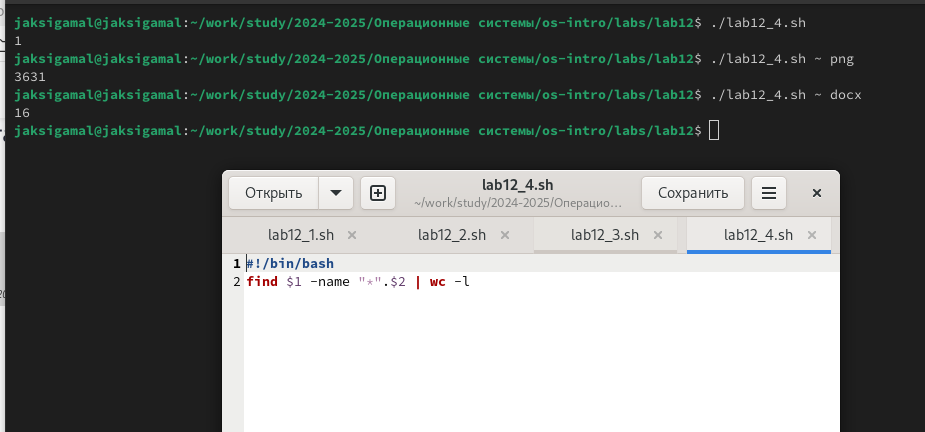 jaksigamal@jaksigamal:~/work/study/2024-2025/Операционные системы/os-intro/labs/lab12$ ./lab12_4.sh
1
jaksigamal@jaksigamal:~/work/study/2024-2025/Операционные системы/os-intro/labs/lab12$ ./lab12_4.sh ~ png
3631
jaksigamal@jaksigamal:~/work/study/2024-2025/Операционные системы/os-intro/labs/lab12$ ./lab12_4.sh ~ docx
16
jaksigamal@jaksigamal:~/work/study/2024-2025/Операционные системы/os-intro/labs/lab12$
Открыть lab12_4.sh Сохранить
~/work/study/2024-2025/Операцио…
lab12_1.sh × lab12_2.sh × lab12_3.sh × lab12_4.sh ×
1 #!/bin/bash
2 find $1 -name "*".$2 | wc -l